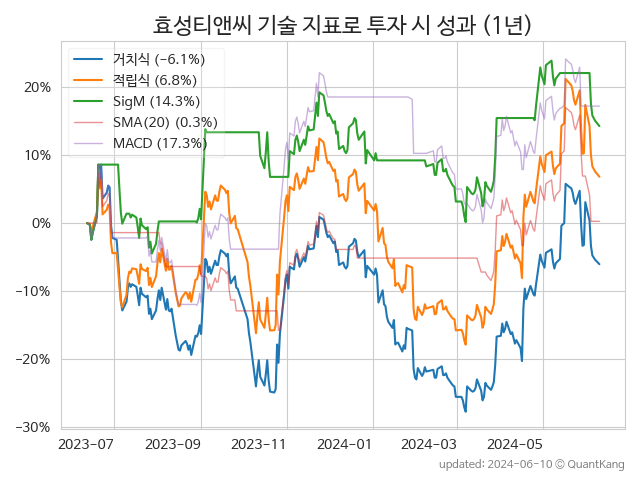 효성티앤씨 기술 지표로 투자 시 성과 (1년)
거치식 (−6.1%)
적립식 (6.8%)
SigM (14.3%)
SMA(20) (0.3%)
MACD (17.3%)
20%
10%
0%
−10%
−20%
−30%
2023−07 2023−09 2023−11 2024−01 2024−03 2024−05
updated: 2024−06−10 © QuantKang